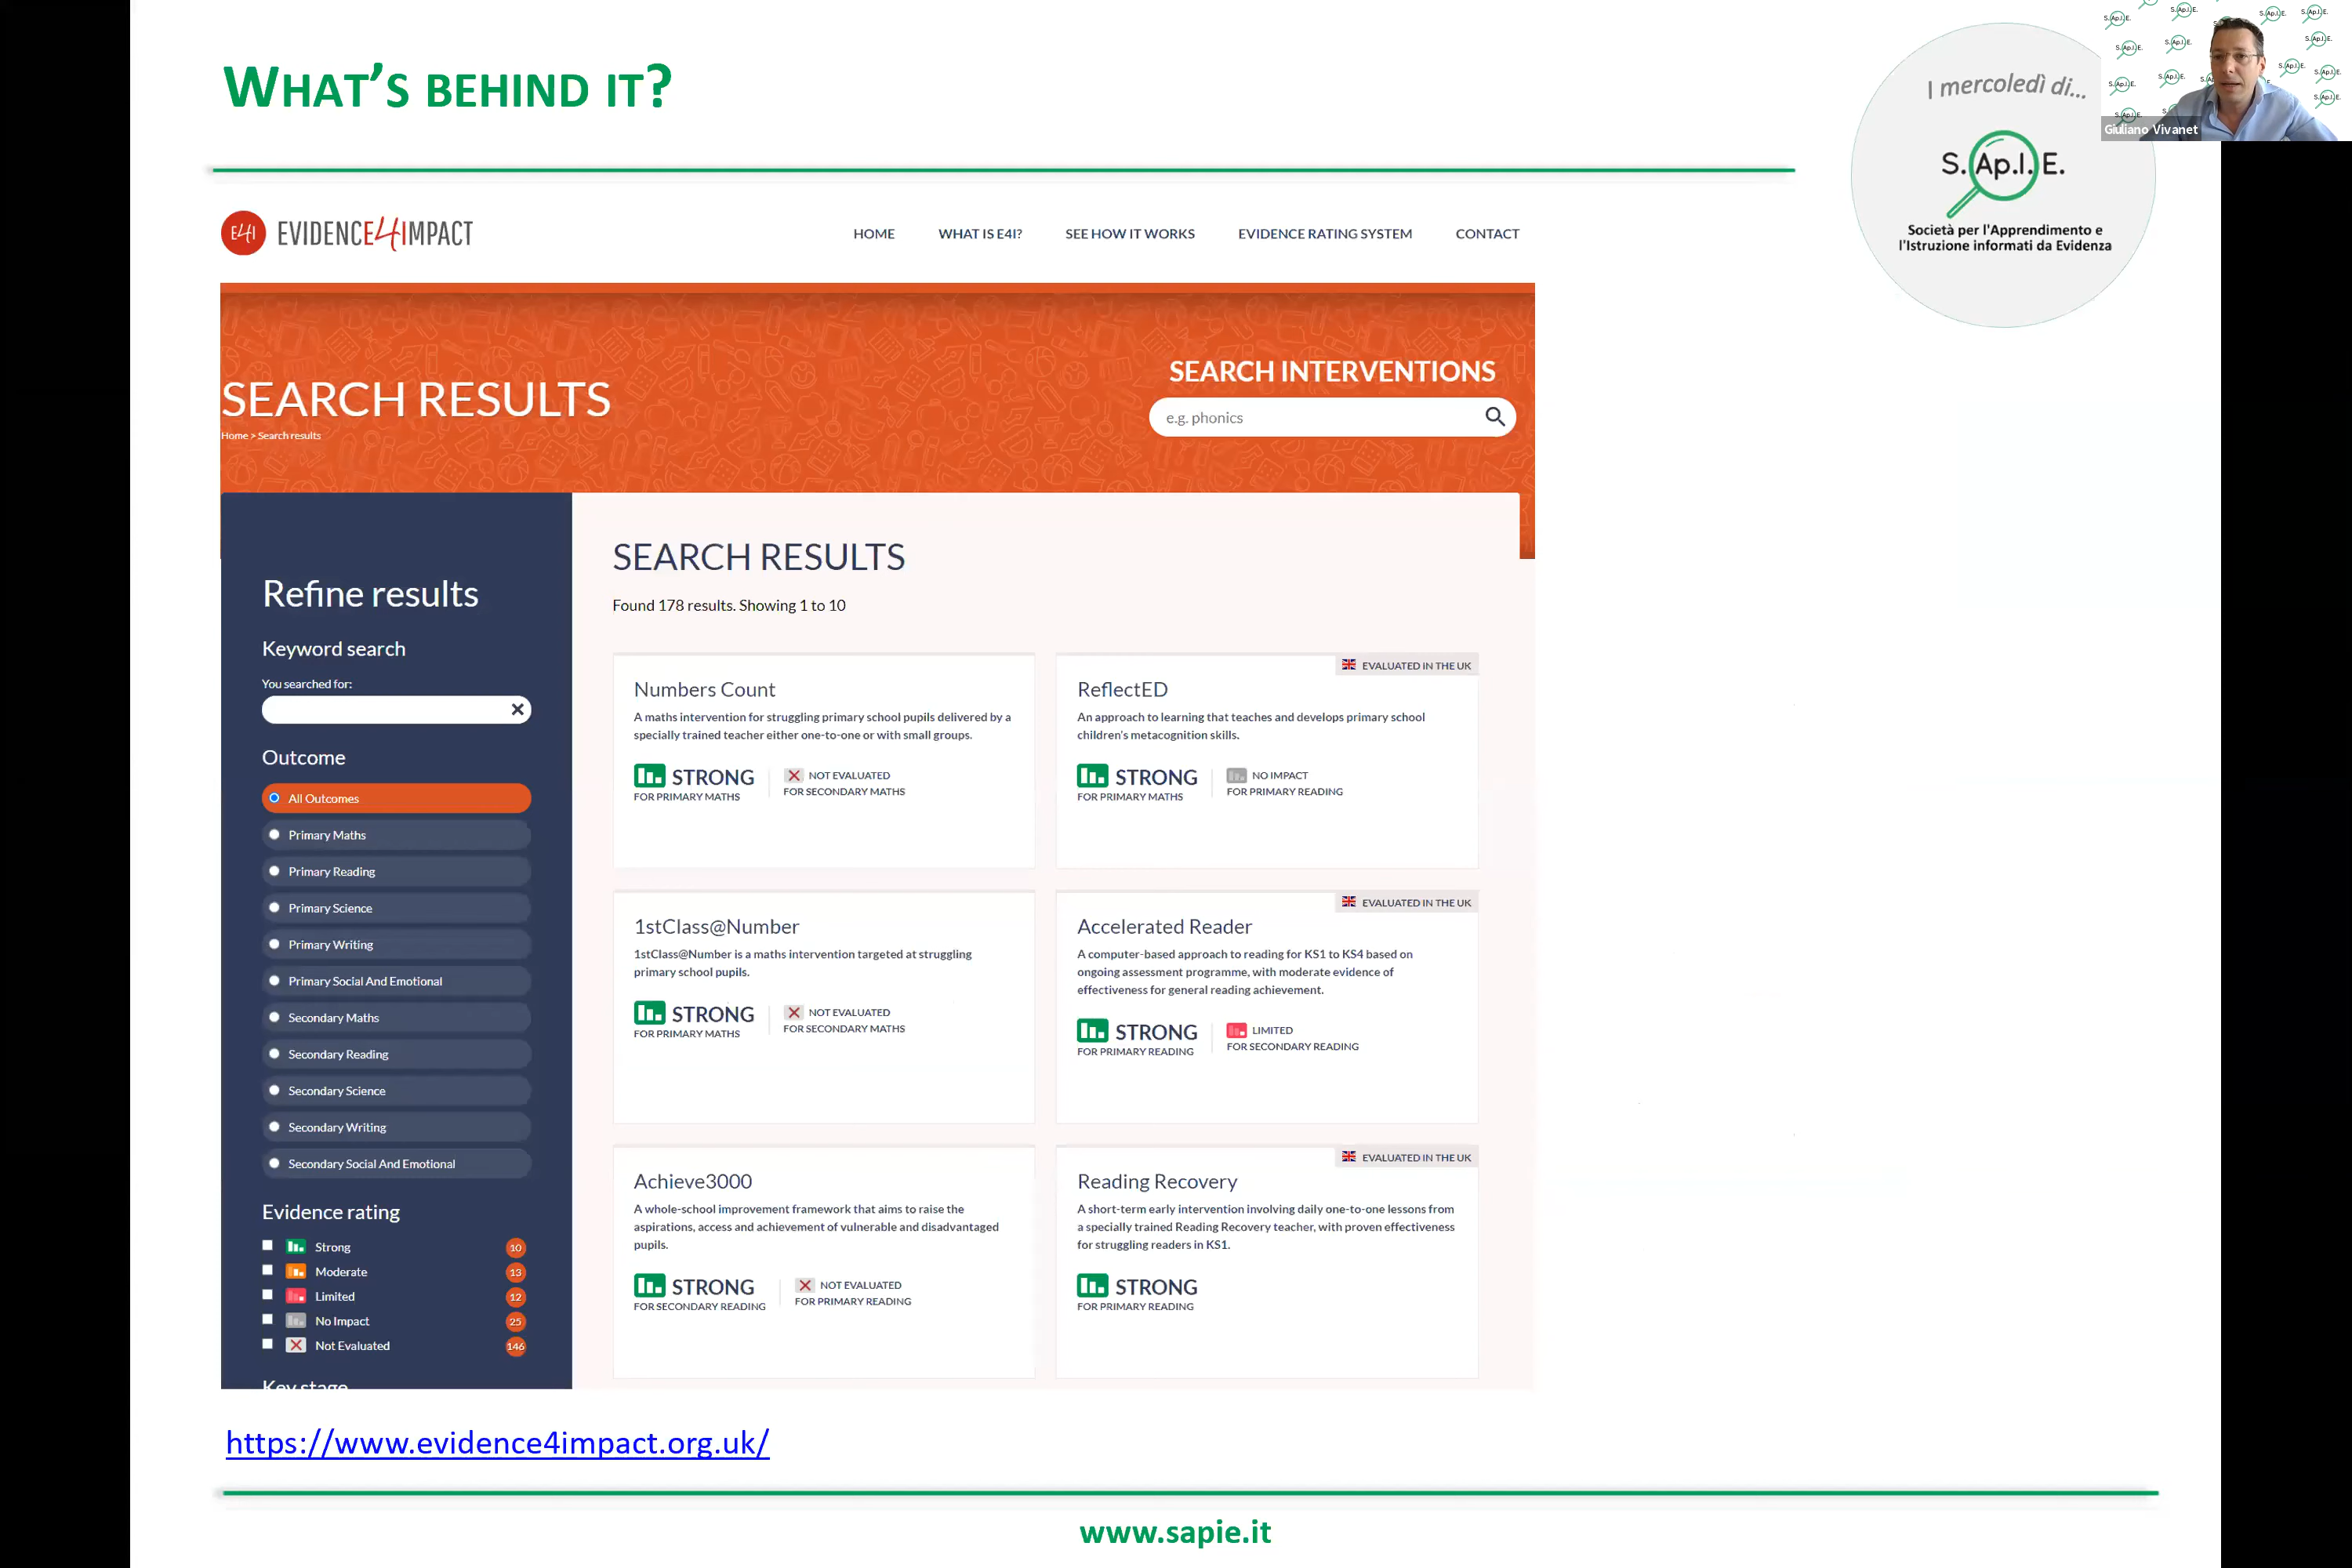 WHAT'S BEHIND IT?
I mercoledì di...
S.Ap.I.E.
Società per l'Apprendimento e
l'Istruzione informati da Evidenza
Giuliano Vivanet
E4I EVIDENCE4IMPACT
HOME WHAT IS E4I? SEE HOW IT WORKS EVIDENCE RATING SYSTEM CONTACT
SEARCH RESULTS
Home > Search results
SEARCH INTERVENTIONS
e.g. phonics
Refine results
Keyword search
You searched for:
Outcome
All Outcomes
Primary Maths
Primary Reading
Primary Science
Primary Writing
Primary Social And Emotional
Secondary Maths
Secondary Reading
Secondary Science
Secondary Writing
Secondary Social And Emotional
Evidence rating
Strong 10
Moderate 13
Limited 12
No Impact 25
Not Evaluated 146
Key stage
SEARCH RESULTS
Found 178 results. Showing 1 to 10
Numbers Count
A maths intervention for struggling primary school pupils delivered by a
specially trained teacher either one-to-one or with small groups.
STRONG
FOR PRIMARY MATHS
NOT EVALUATED
FOR SECONDARY MATHS
EVALUATED IN THE UK
ReflectED
An approach to learning that teaches and develops primary school
children's metacognition skills.
STRONG
FOR PRIMARY MATHS
NO IMPACT
FOR PRIMARY READING
1stClass@Number
1stClass@Number is a maths intervention targeted at struggling
primary school pupils.
STRONG
FOR PRIMARY MATHS
NOT EVALUATED
FOR SECONDARY MATHS
EVALUATED IN THE UK
Accelerated Reader
A computer-based approach to reading for KS1 to KS4 based on
ongoing assessment programme, with moderate evidence of
effectiveness for general reading achievement.
STRONG
FOR PRIMARY READING
LIMITED
FOR SECONDARY READING
Achieve3000
A whole-school improvement framework that aims to raise the
aspirations, access and achievement of vulnerable and disadvantaged
pupils.
STRONG
FOR SECONDARY READING
NOT EVALUATED
FOR PRIMARY READING
EVALUATED IN THE UK
Reading Recovery
A short-term early intervention involving daily one-to-one lessons from
a specially trained Reading Recovery teacher, with proven effectiveness
for struggling readers in KS1.
STRONG
FOR PRIMARY READING
https://www.evidence4impact.org.uk/
www.sapie.it